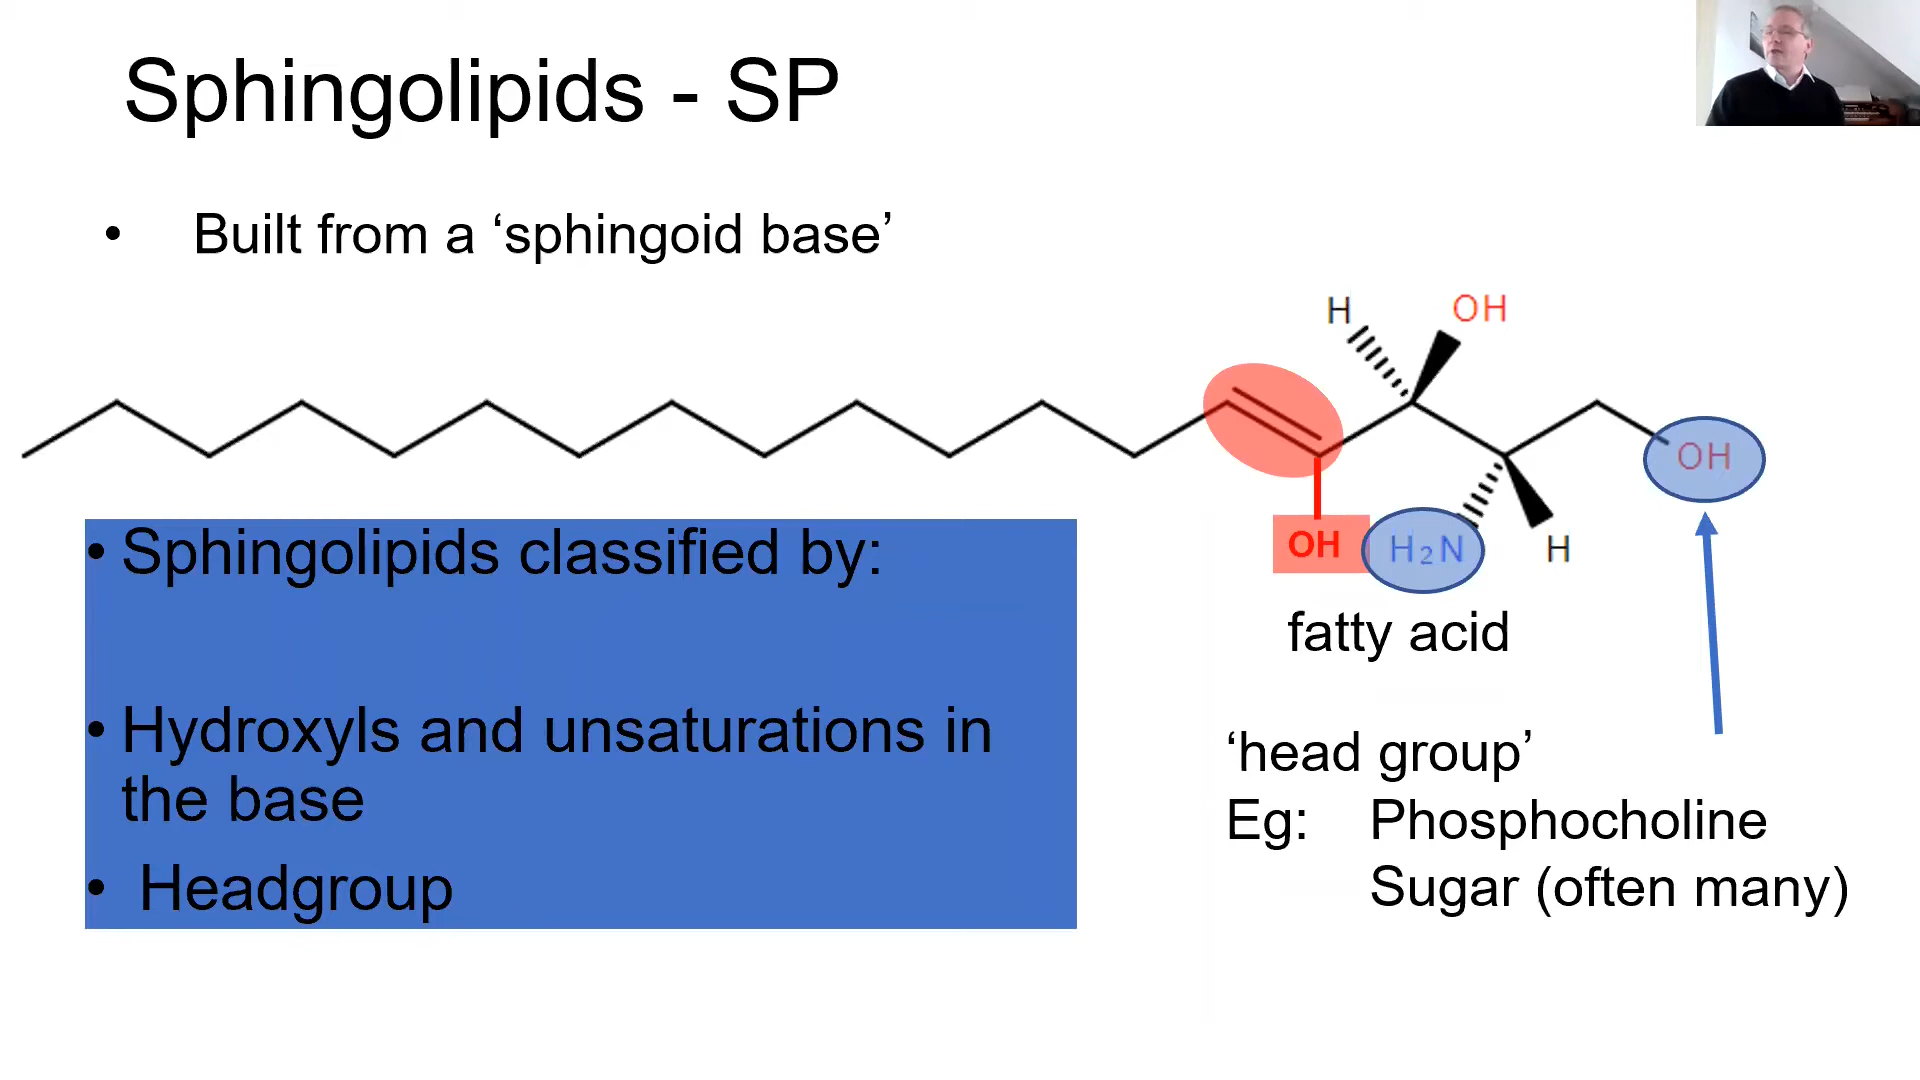 Sphingolipids - SP
• Built from a ‘sphingoid base’
H
OH
OH
OH
H₂N
H
fatty acid
• Sphingolipids classified by:
• Hydroxyls and unsaturations in
the base
• Headgroup
‘head group’
Eg: Phosphocholine
Sugar (often many)